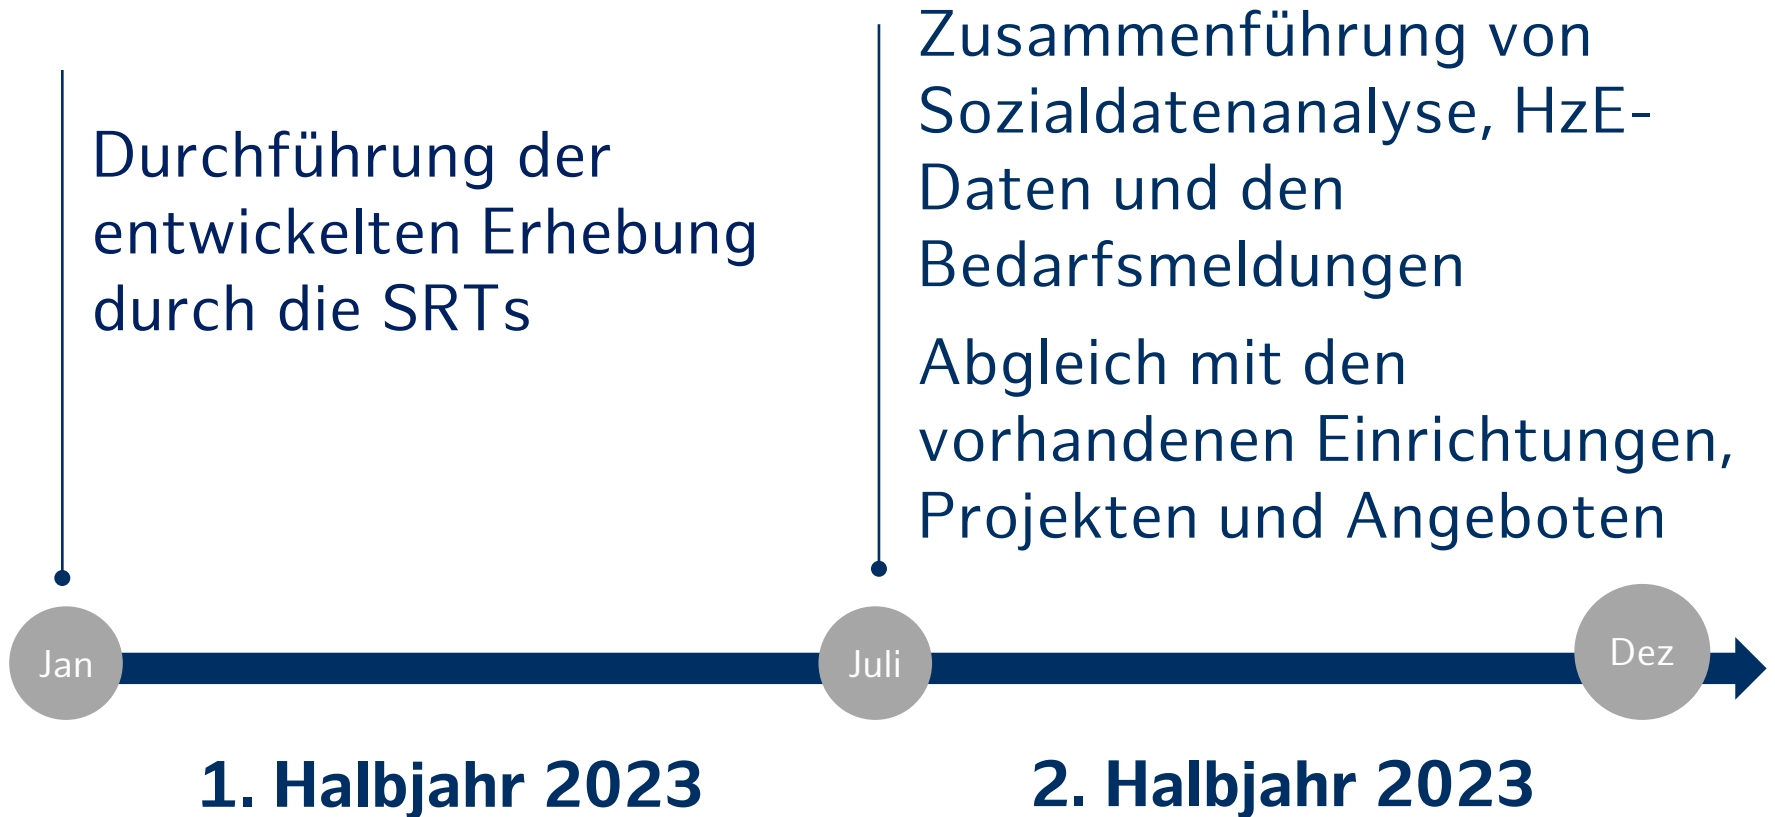 Durchführung der
entwickelten Erhebung
durch die SRTs
Zusammenführung von
Sozialdatenanalyse, HzE-
Daten und den
Bedarfsmeldungen
Abgleich mit den
vorhandenen Einrichtungen,
Projekten und Angeboten
Jan
Juli
Dez
1. Halbjahr 2023
2. Halbjahr 2023